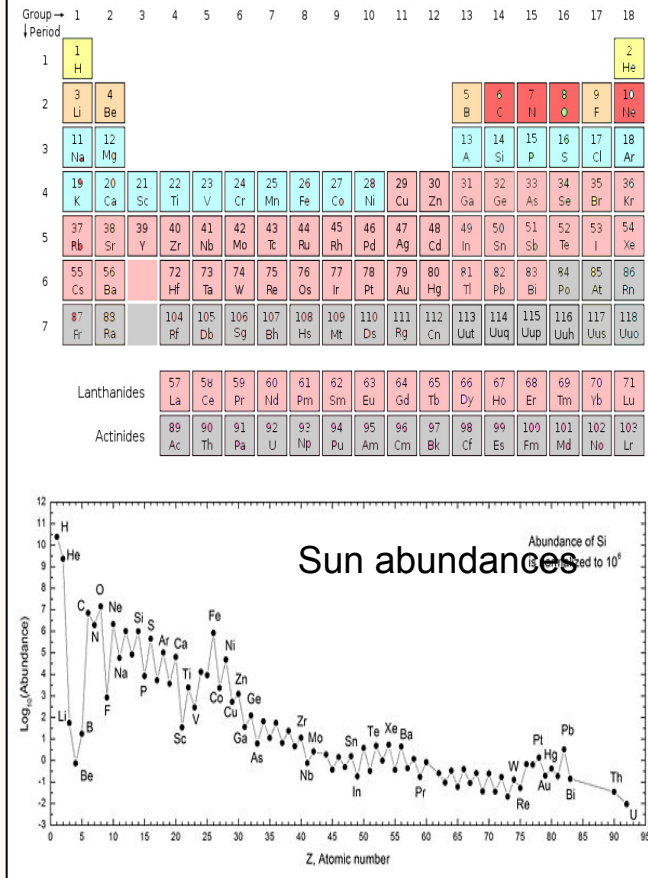 Group → 1 2 3 4 5 6 7 8 9 10 11 12 13 14 15 16 17 18
↓ Period
1 2
1 H He
3 4 5 6 7 8 9 10
2 Li Be B C N O F Ne
11 12 13 14 15 16 17 18
3 Na Mg A Si P S Cl Ar
19 20 21 22 23 24 25 26 27 28 29 30 31 32 33 34 35 36
4 K Ca Sc Ti V Cr Mn Fe Co Ni Cu Zn Ga Ge As Se Br Kr
37 38 39 40 41 42 43 44 45 46 47 48 49 50 51 52 53 54
5 Rb Sr Y Zr Nb Mo Tc Ru Rh Pd Ag Cd In Sn Sb Te I Xe
55 56 72 73 74 75 76 77 78 79 80 81 82 83 84 85 86
6 Cs Ba Hf Ta W Re Os Ir Pt Au Hg Tl Pb Bi Po At Rn
87 88 104 105 106 107 108 109 110 111 112 113 114 115 116 117 118
7 Fr Ra Rf Db Sg Bh Hs Mt Ds Rg Cn Uut Uuq Uup Uuh Uus Uuo
57 58 59 60 61 62 63 64 65 66 67 68 69 70 71
Lanthanides La Ce Pr Nd Pm Sm Eu Gd Tb Dy Ho Er Tm Yb Lu
89 90 91 92 93 94 95 96 97 98 99 100 101 102 103
Actinides Ac Th Pa U Np Pu Am Cm Bk Cf Es Fm Md No Lr
Sun abundances
Abundance of Si
is normalized to 10⁶
Log₁₀(Abundance)
12
11
10
9
8
7
6
5
4
3
2
1
0
-1
-2
-3
H
He
Li
Be
B
C
N
O
F
Ne
Na
Si
P
S
Ar
Ca
Sc
Ti
V
Fe
Co
Ni
Cu
Zn
Ga
Ge
As
Zr
Nb
Mo
Sn
In
Te
Xe
Ba
Pr
W
Re
Pt
Au
Hg
Pb
Bi
Th
U
0 5 10 15 20 25 30 35 40 45 50 55 60 65 70 75 80 85 90 95
Z, Atomic number